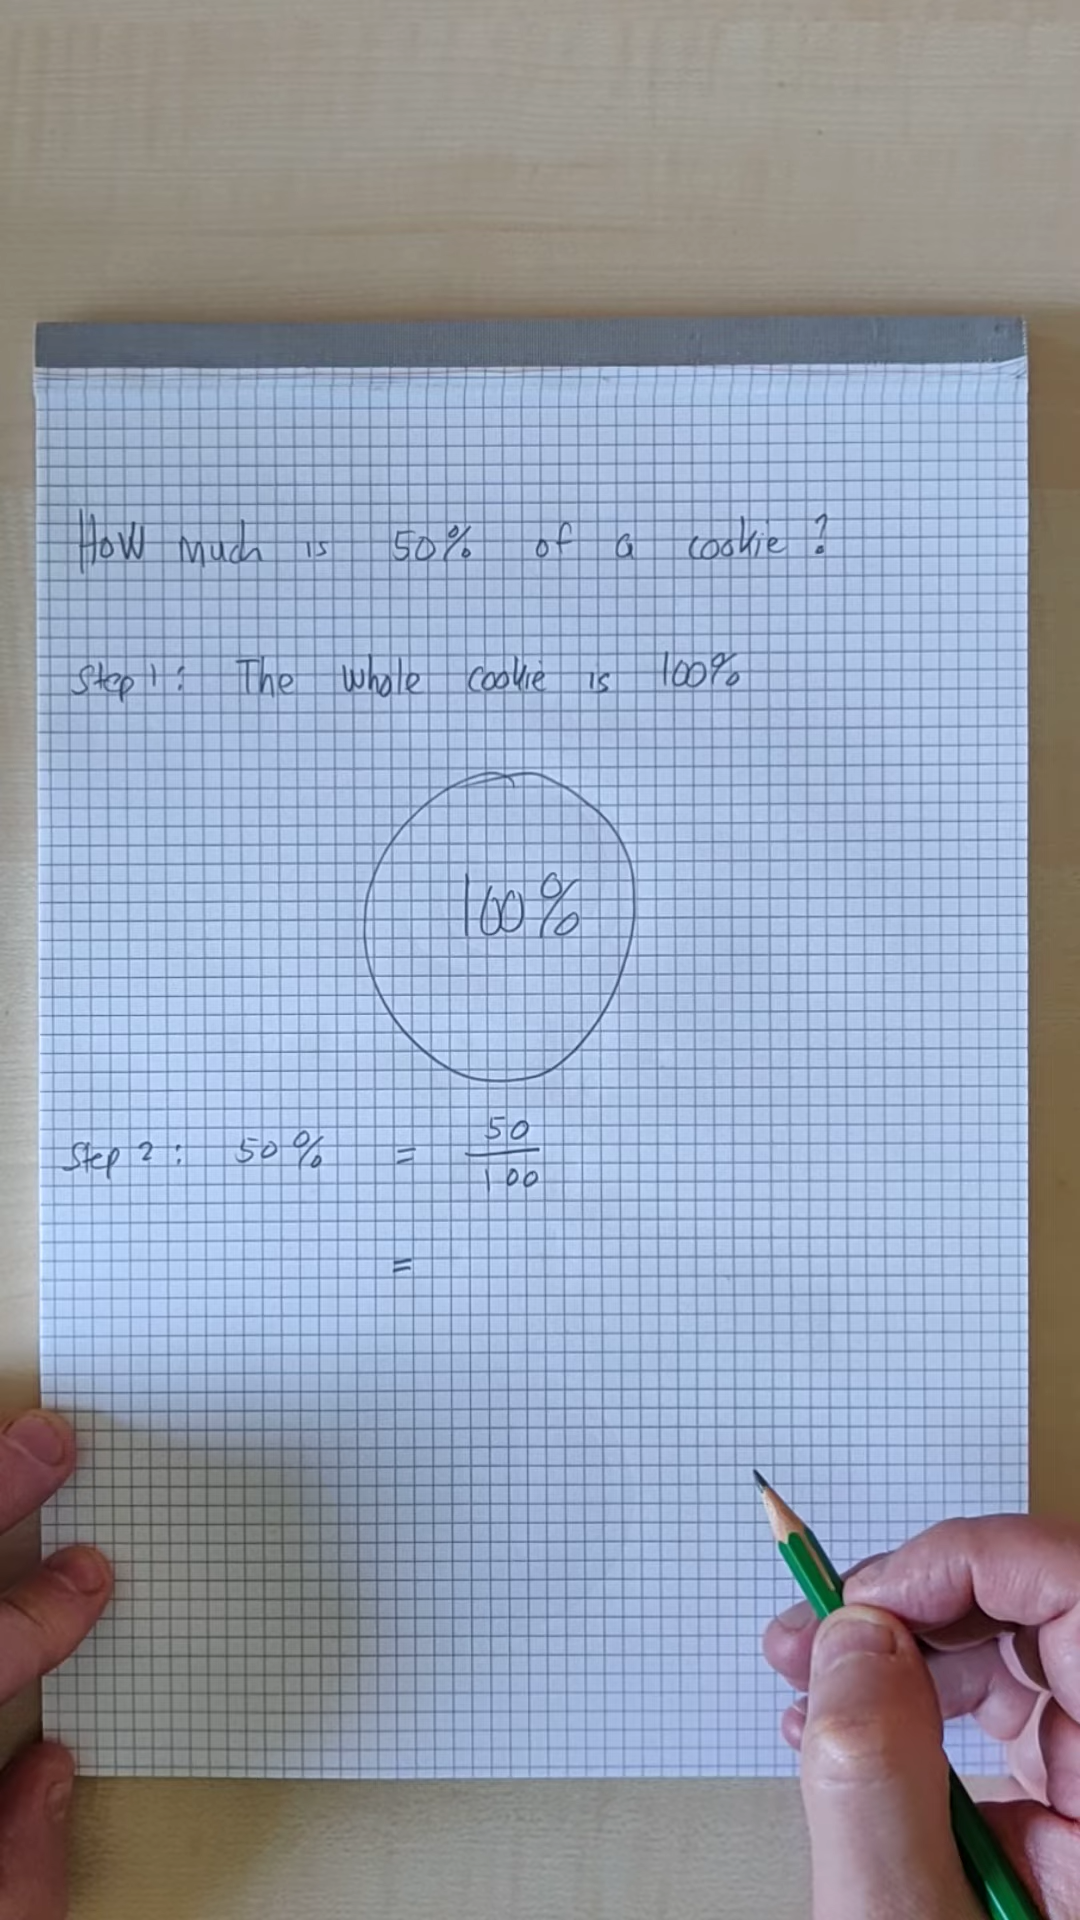 How much is 50% of a cookie?
Step 1: The whole cookie is 100%
100%
Step 2: 50% = 50/100
=